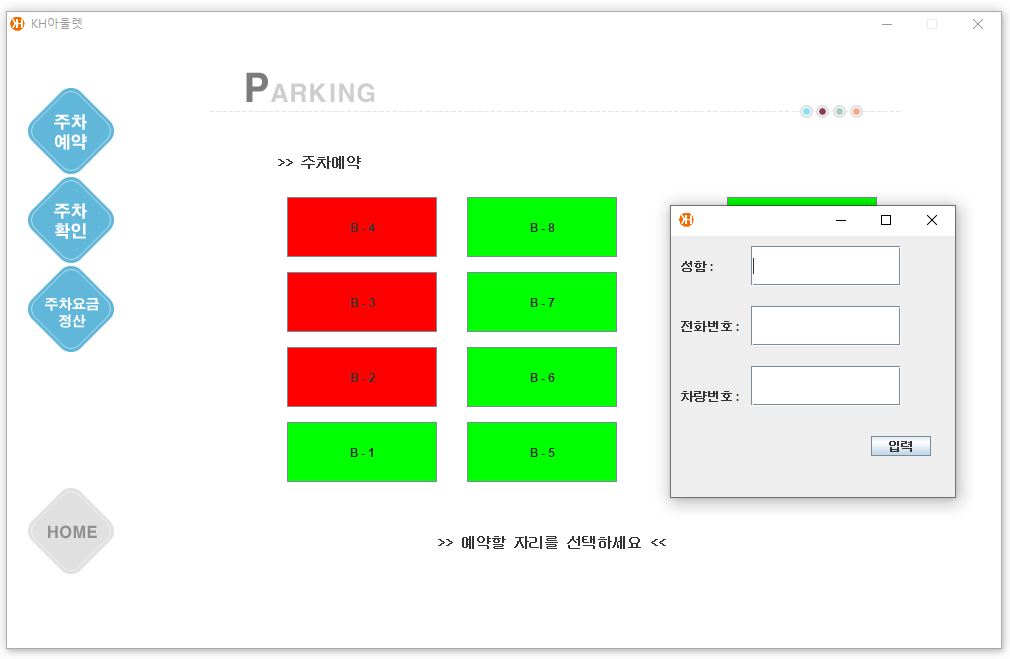 KH아울렛
PARKING
주차
예약
주차
확인
주차요금
정산
HOME
>> 주차예약
B - 4
B - 8
B - 3
B - 7
B - 2
B - 6
B - 1
B - 5
성함 :
전화번호 :
차량번호 :
입력
>> 예약할 자리를 선택하세요 <<